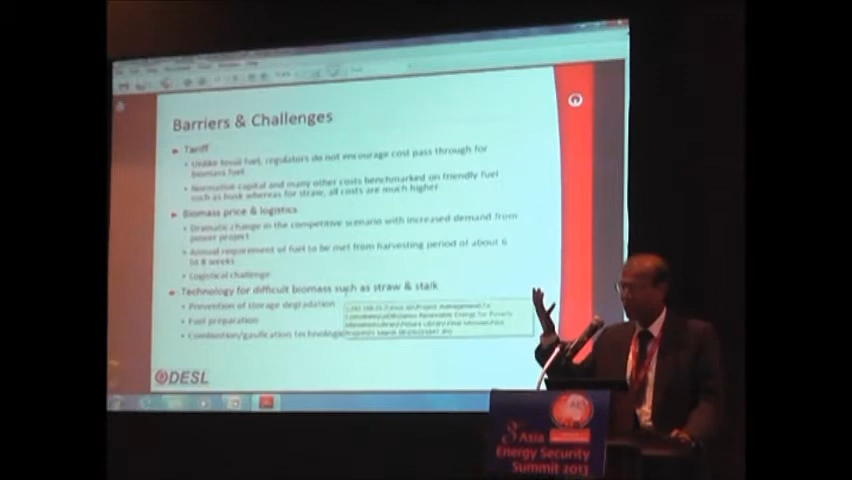 Barriers & Challenges
Tariff
Unlike fossil fuel, regulators do not encourage cost pass through for
biomass fuel
Normative capital and many other costs benchmarked on friendly fuel
such as husk whereas for straw, all costs are much higher
Biomass price & logistics
Dramatic change in the competitive scenario with increased demand from
power project
Annual requirement of fuel to be met from harvesting period of about 6
to 8 weeks
Logistical challenge
Technology for difficult biomass such as straw & stalk
Prevention of storage degradation
Fuel preparation
Combustion/gasification technologi
DESL
3rd Asia
Energy Security
Summit 2013